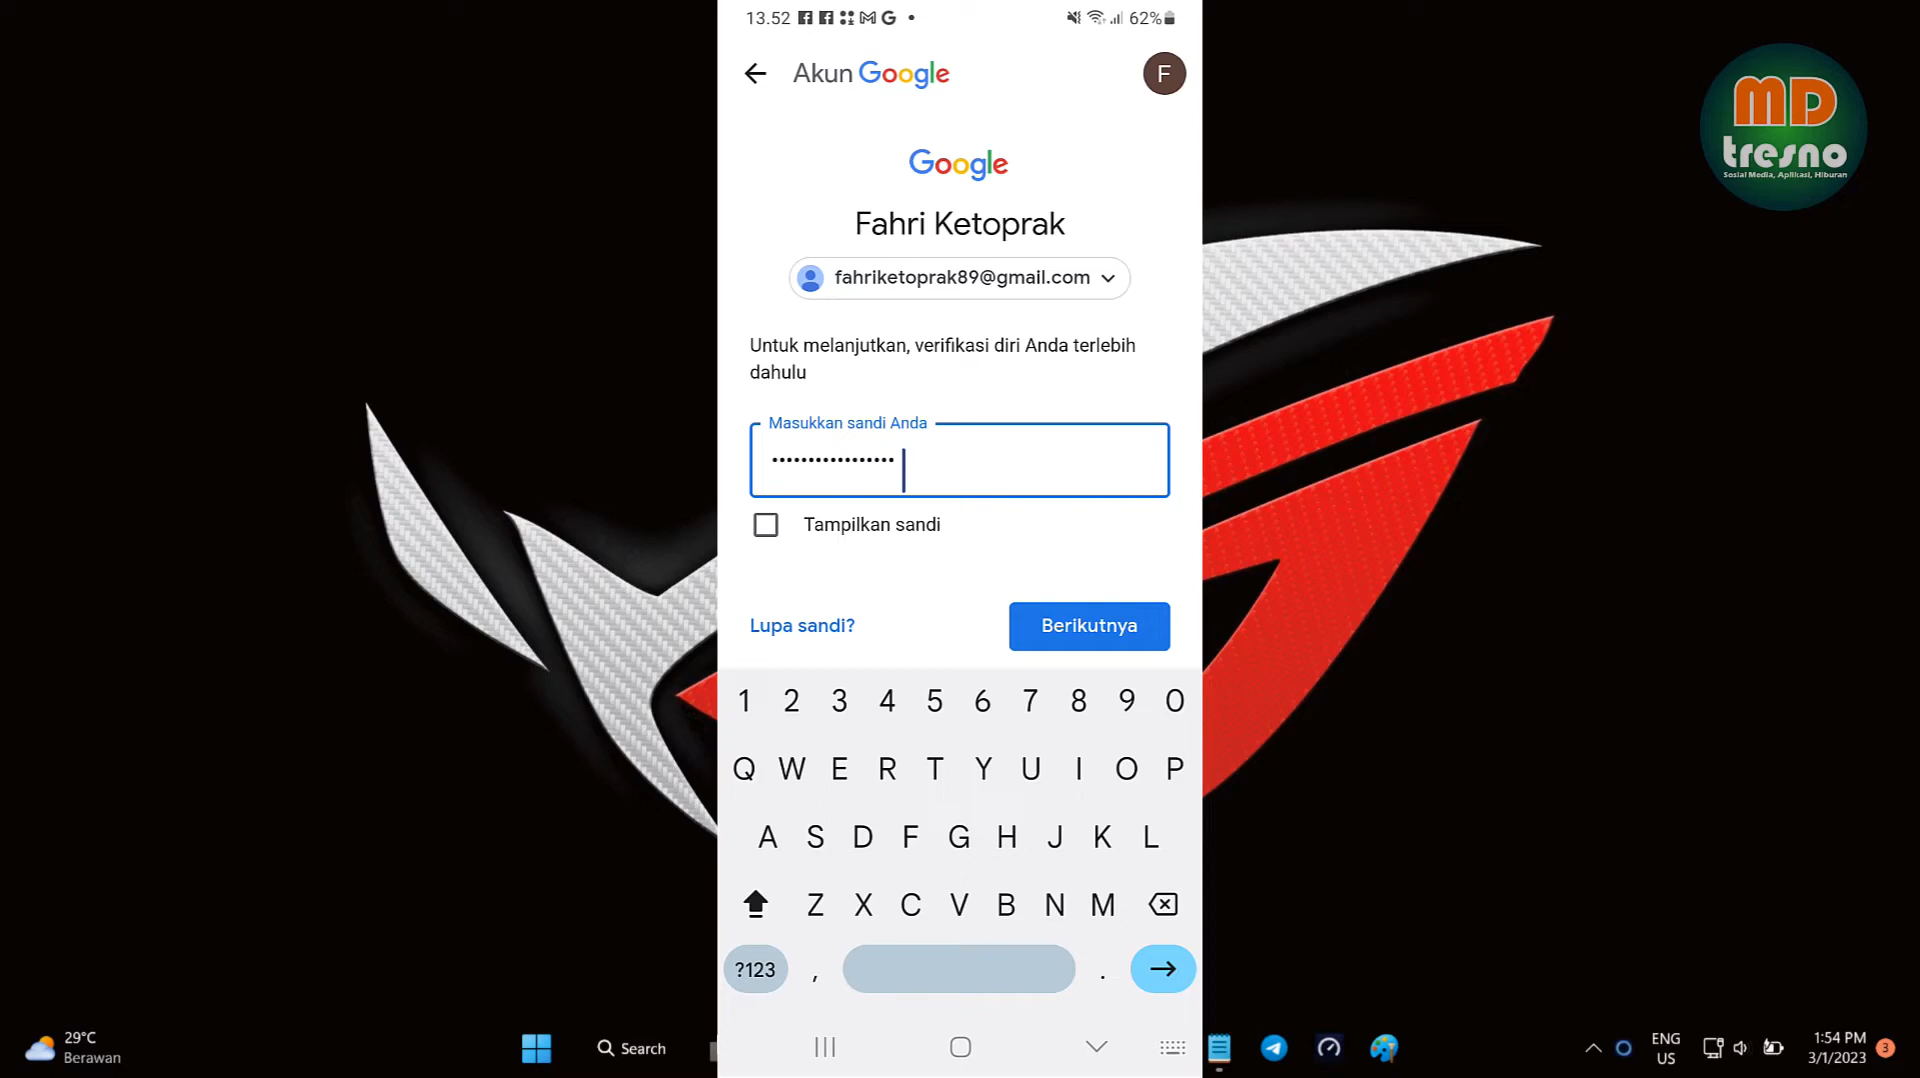 13.52
62%
Akun Google
F
Google
Fahri Ketoprak
fahriketoprak89@gmail.com
Untuk melanjutkan, verifikasi diri Anda terlebih
dahulu
Masukkan sandi Anda
•••••••••••••••••
Tampilkan sandi
Lupa sandi?
Berikutnya
1 2 3 4 5 6 7 8 9 0
Q W E R T Y U I O P
A S D F G H J K L
Z X C V B N M
?123 , .
MD
tresno
Sosial Media, Aplikasi, Hiburan
29°C
Berawan
Search
ENG
US
1:54 PM
3/1/2023
3